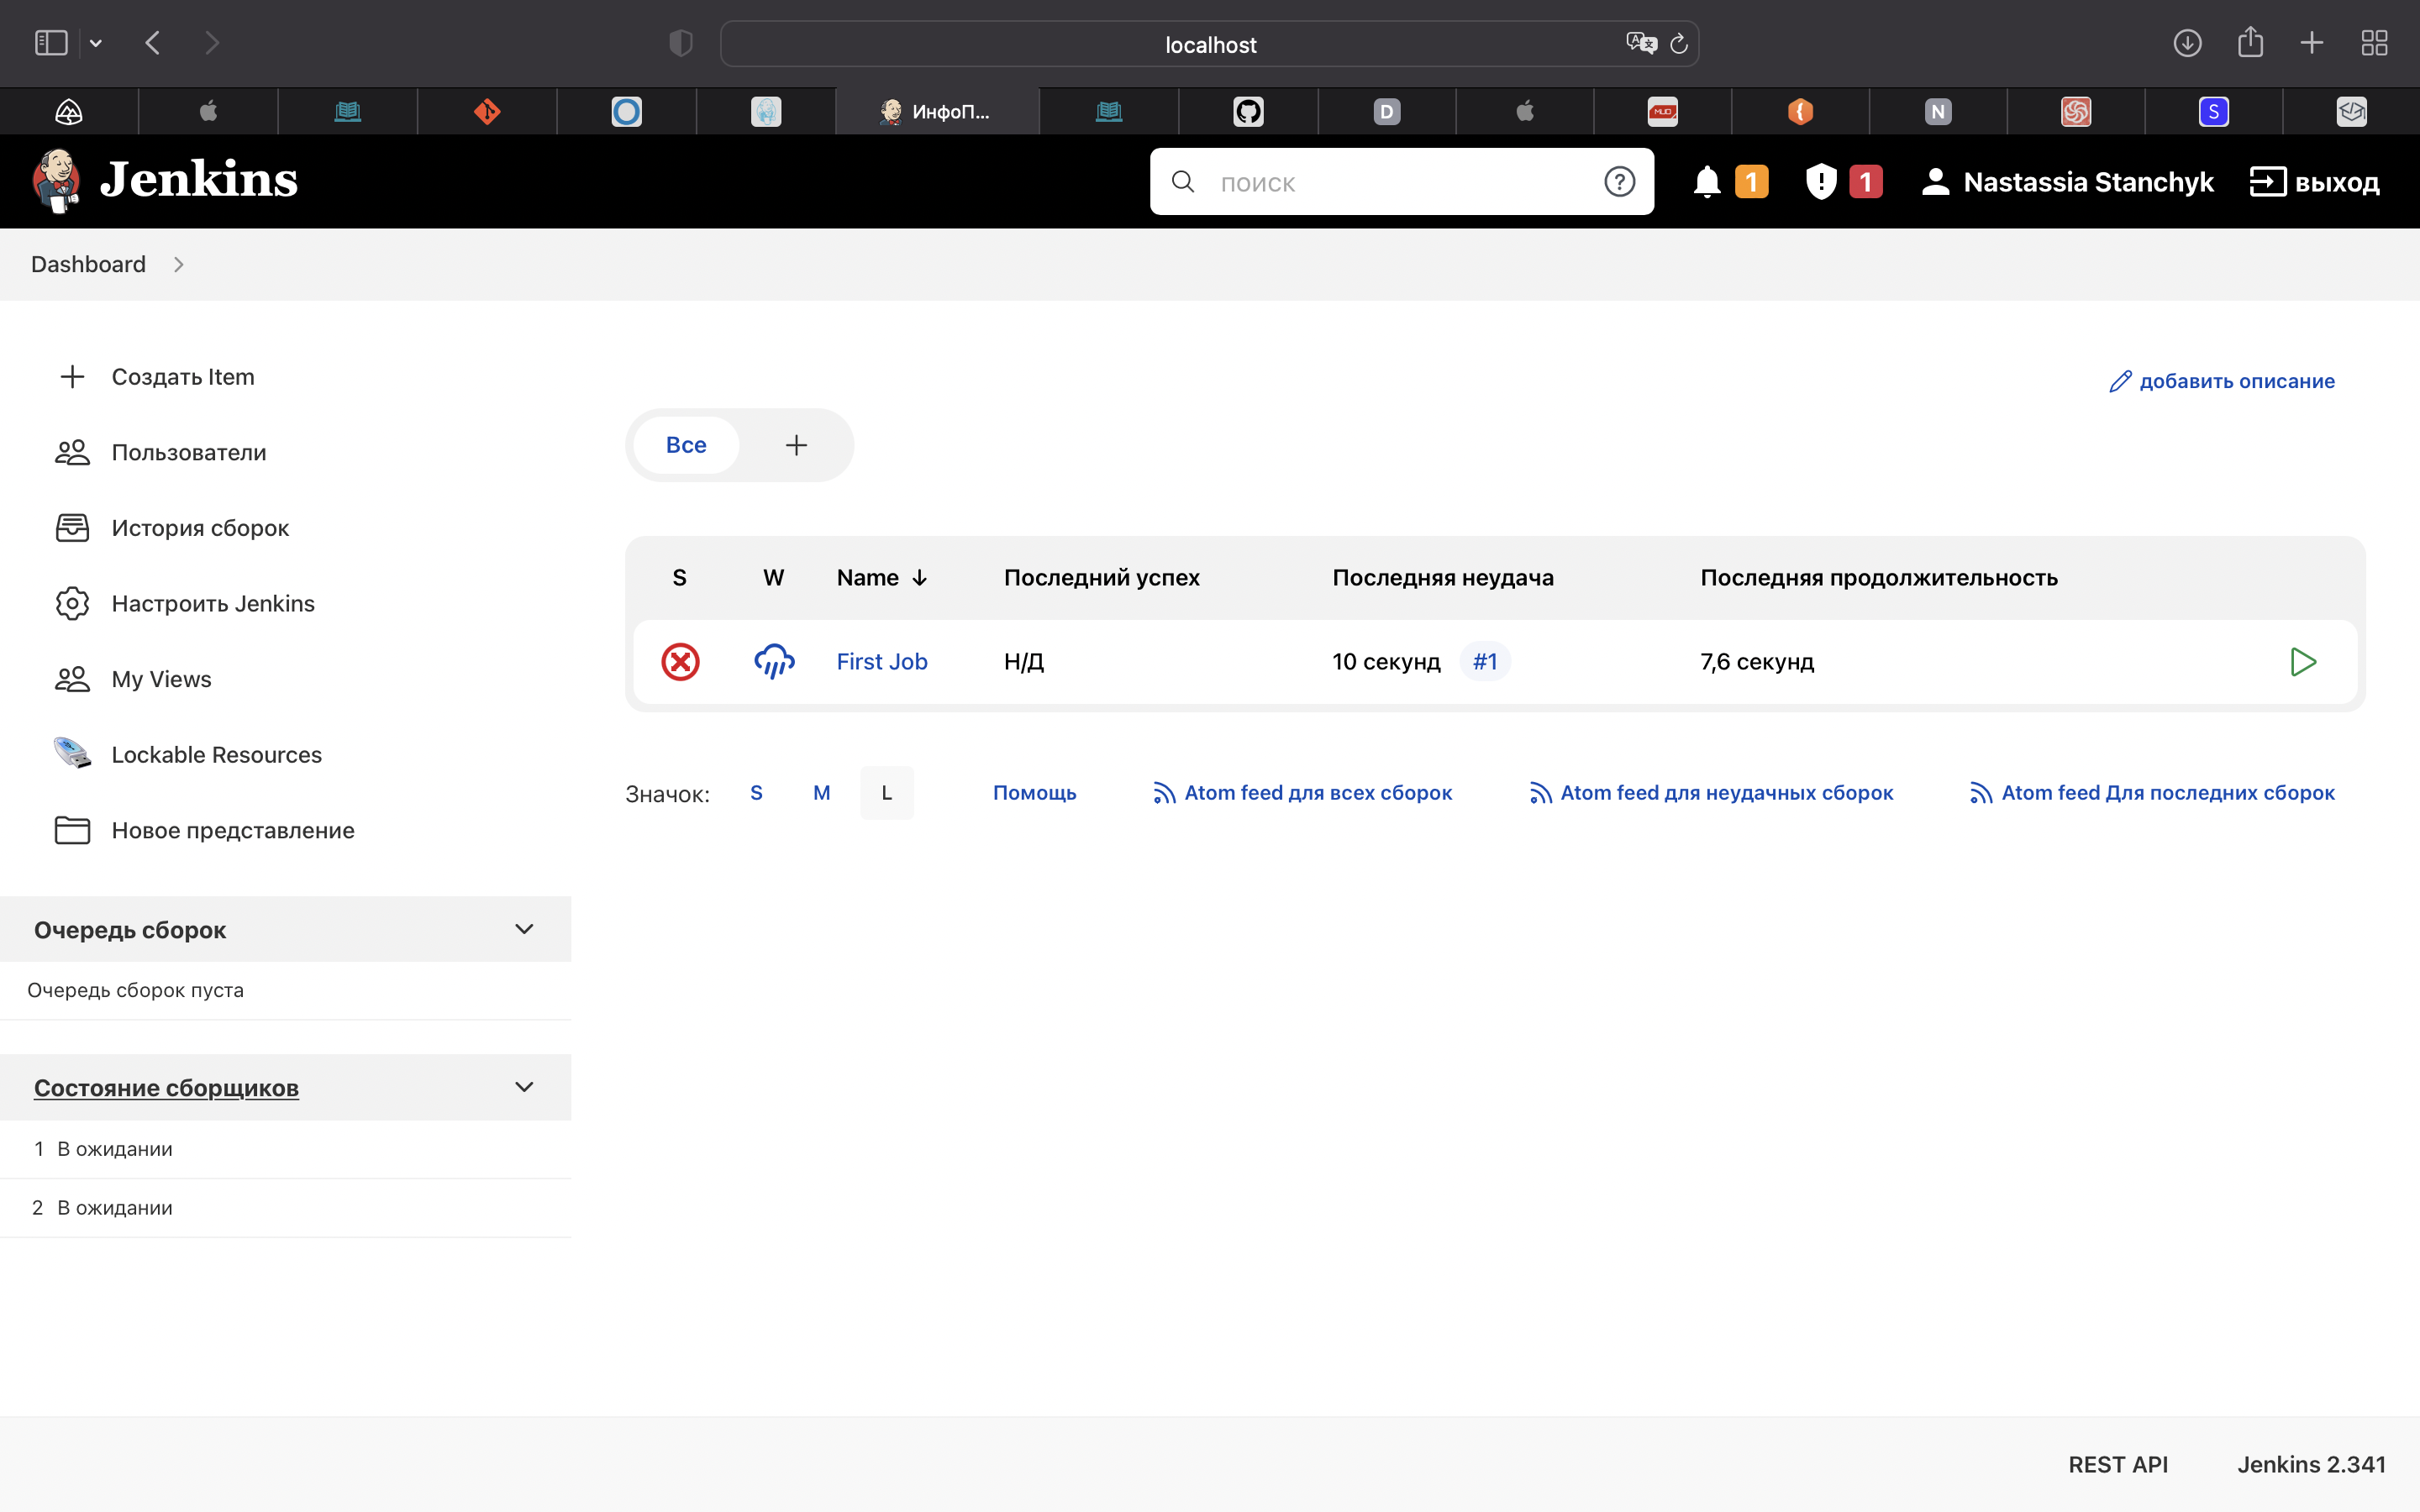 localhost
ИнфоП...
D
MUO
N
S
Jenkins
поиск
1
1
Nastassia Stanchyk
выход
Dashboard
Создать Item
Пользователи
История сборок
Настроить Jenkins
My Views
Lockable Resources
Новое представление
добавить описание
Все
S W Name ↓ Последний успех Последняя неудача Последняя продолжительность
First Job Н/Д 10 секунд #1 7,6 секунд
Значок: S M L Помощь Atom feed для всех сборок Atom feed для неудачных сборок Atom feed Для последних сборок
Очередь сборок
Очередь сборок пуста
Состояние сборщиков
1 В ожидании
2 В ожидании
REST API Jenkins 2.341